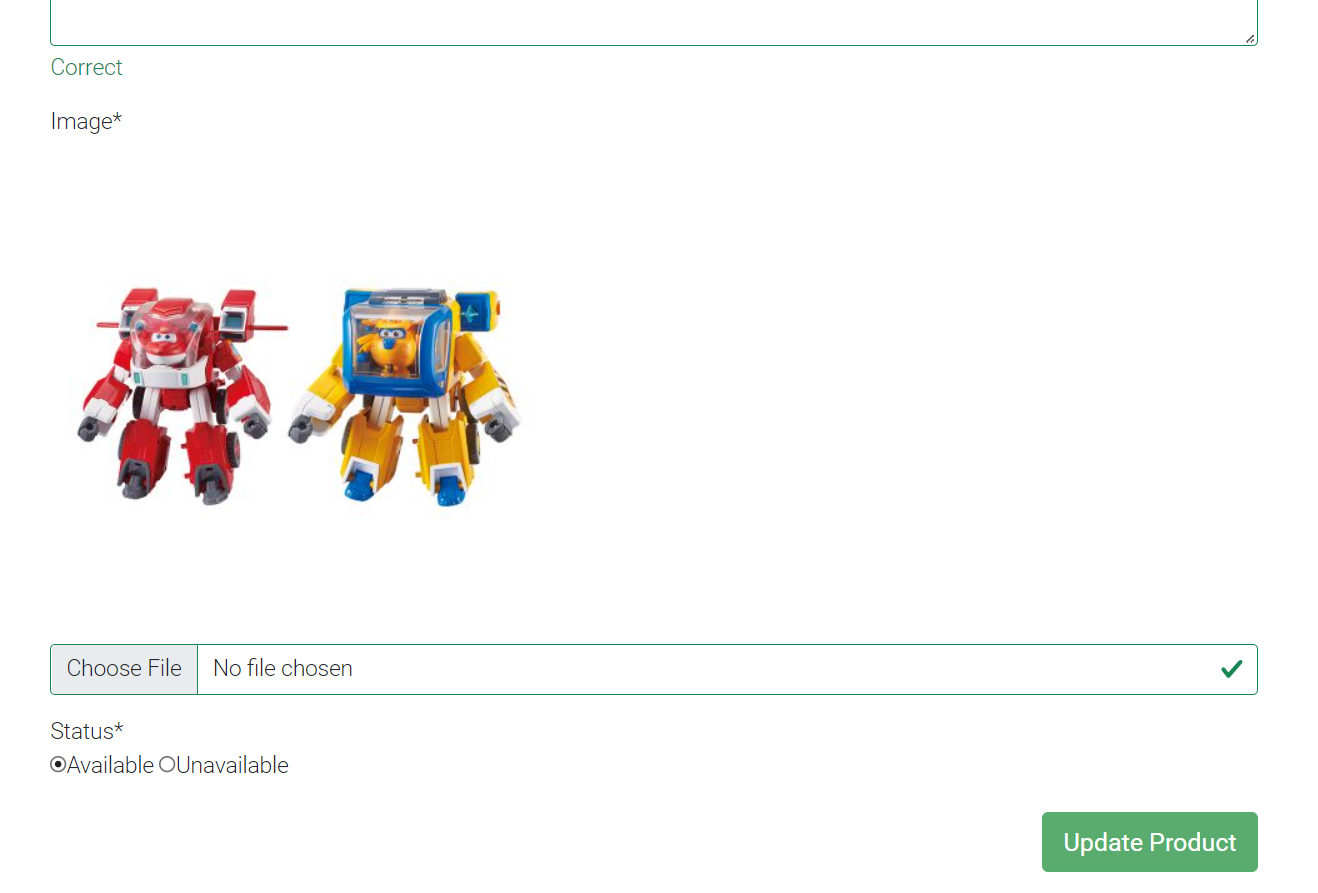 Correct
Image*
Choose File No file chosen
Status*
Available Unavailable
Update Product